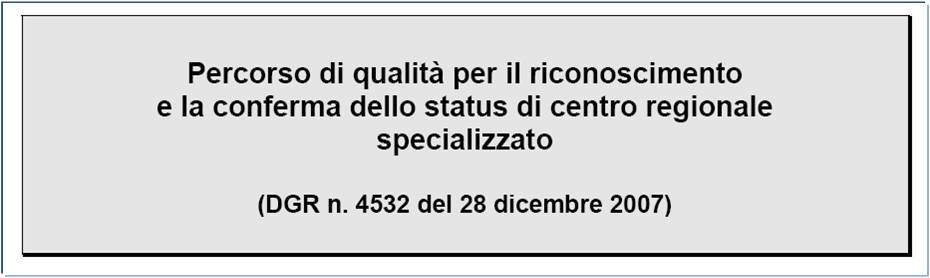 Percorso di qualità per il riconoscimento
e la conferma dello status di centro regionale
specializzato
(DGR n. 4532 del 28 dicembre 2007)